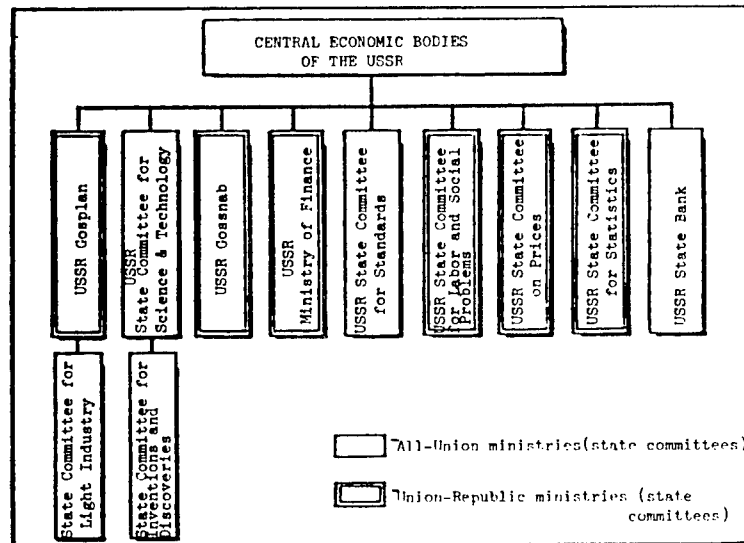 CENTRAL ECONOMIC BODIES
OF THE USSR
USSR Gosplan
USSR
State Committee for
Science & Technology
USSR Gossnab
USSR
Ministry of Finance
USSR State Committee
for Standards
USSR State Committee
for Labor and Social
Problems
USSR State Committee
on Prices
USSR State Committee
for Statistics
USSR State Bank
State Committee for
Light Industry
State Committee for
Inventions and
Discoveries
All-Union ministries(state committees)
Union-Republic ministries (state
committees)